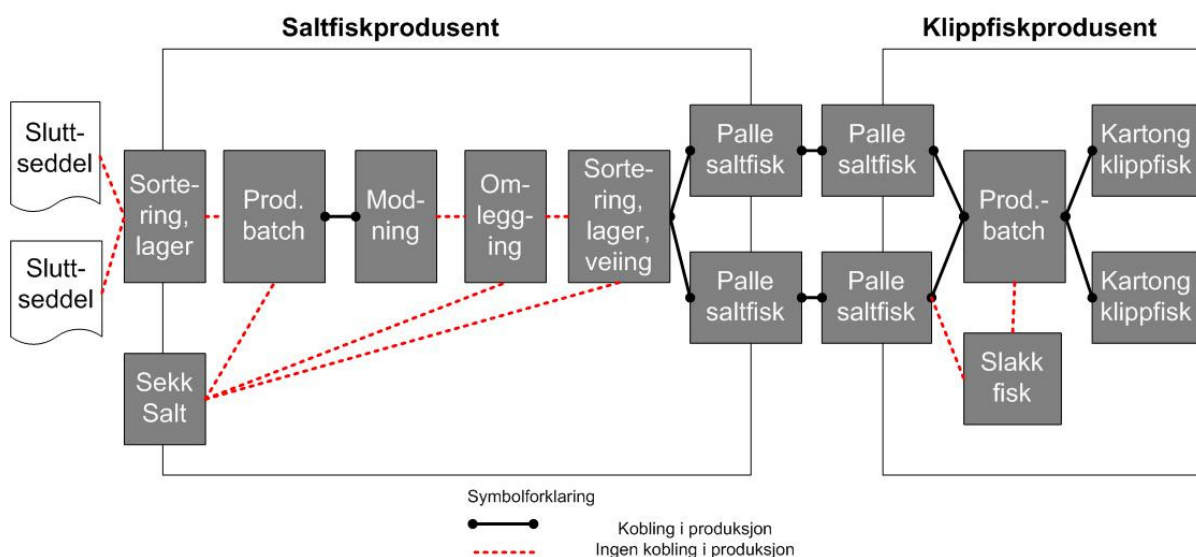 Saltfiskprodusent
Klippfiskprodusent
Slutt-
seddel
Slutt-
seddel
Sorte-
ring,
lager
Prod.
batch
Mod-
ning
Om-
legg-
ing
Sorte-
ring,
lager,
veiing
Palle
saltfisk
Palle
saltfisk
Palle
saltfisk
Palle
saltfisk
Prod.-
batch
Kartong
klippfisk
Kartong
klippfisk
Sekk
Salt
Slakk
fisk
Symbolforklaring
Kobling i produksjon
Ingen kobling i produksjon